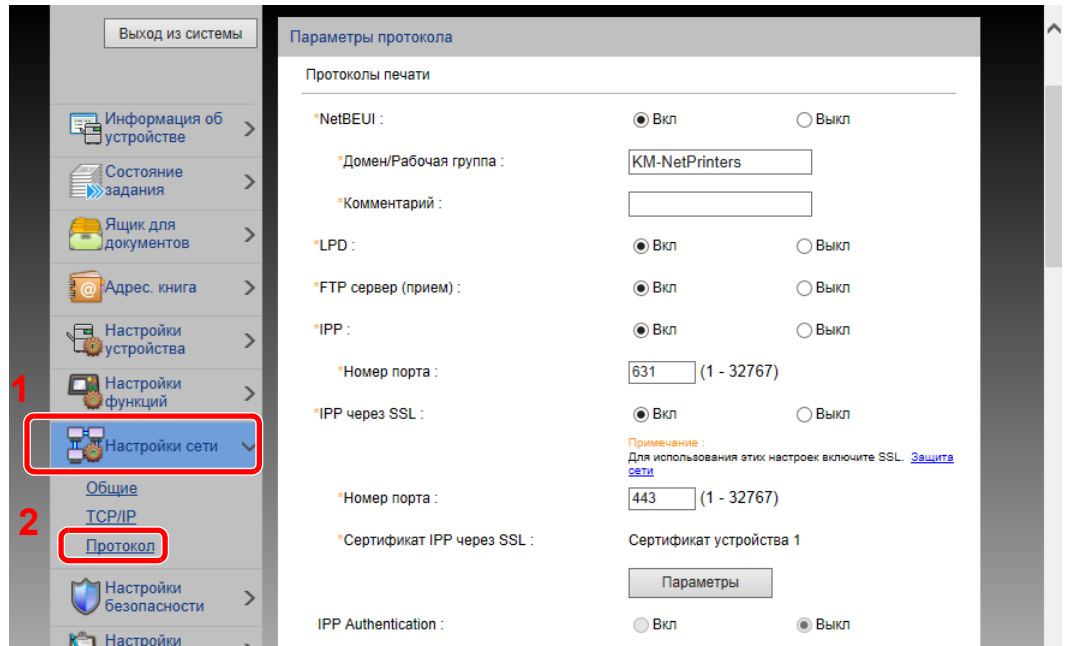 Выход из системы
Информация об
устройстве
Состояние
задания
Ящик для
документов
Адрес. книга
Настройки
устройства
1
Настройки
функций
Настройки сети
Общие
TCP/IP
2
Протокол
Настройки
безопасности
Настройки
Параметры протокола
Протоколы печати
*NetBEUI : Вкл Выкл
*Домен/Рабочая группа : KM-NetPrinters
*Комментарий :
*LPD : Вкл Выкл
*FTP сервер (прием) : Вкл Выкл
*IPP : Вкл Выкл
*Номер порта : 631 (1 - 32767)
*IPP через SSL : Вкл Выкл
Примечание :
Для использования этих настроек включите SSL. Защита
сети
*Номер порта : 443 (1 - 32767)
*Сертификат IPP через SSL : Сертификат устройства 1
Параметры
IPP Authentication : Вкл Выкл